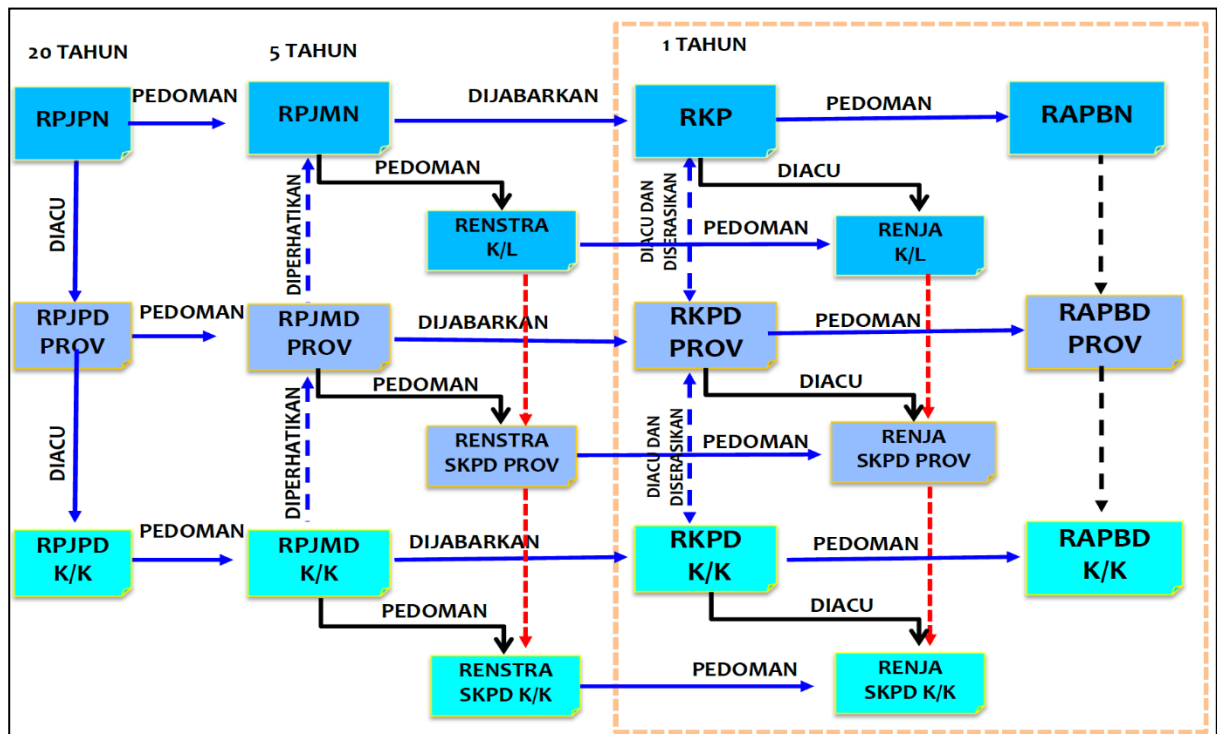 20 TAHUN
5 TAHUN
1 TAHUN
RPJPN
PEDOMAN
RPJMN
DIJABARKAN
RKP
PEDOMAN
RAPBN
DIACU
DIPERHATIKAN
PEDOMAN
RENSTRA
K/L
PEDOMAN
DIACU DAN
DISERASIKAN
DIACU
RENJA
K/L
RPJPD
PROV
PEDOMAN
RPJMD
PROV
DIJABARKAN
RKPD
PROV
PEDOMAN
RAPBD
PROV
DIACU
DIPERHATIKAN
PEDOMAN
RENSTRA
SKPD PROV
PEDOMAN
DIACU DAN
DISERASIKAN
DIACU
RENJA
SKPD PROV
RPJPD
K/K
PEDOMAN
RPJMD
K/K
DIJABARKAN
RKPD
K/K
PEDOMAN
RAPBD
K/K
PEDOMAN
RENSTRA
SKPD K/K
PEDOMAN
DIACU
RENJA
SKPD K/K